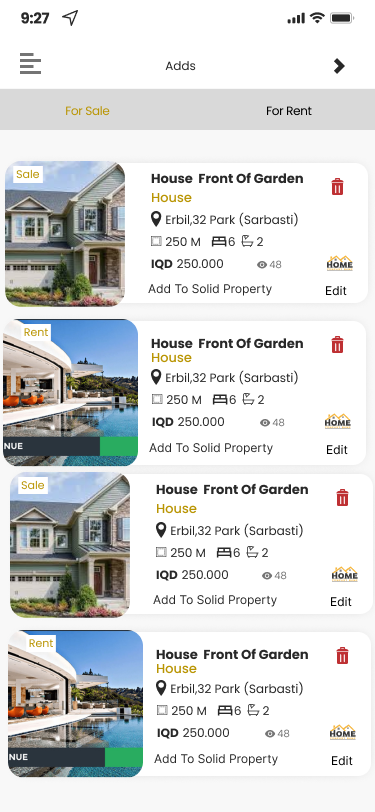 9:27
Adds
For Sale For Rent
Sale
House Front Of Garden
House
Erbil,32 Park (Sarbasti)
250 M 6 2
IQD 250.000 48
HOME
Add To Solid Property Edit
Rent
House Front Of Garden
House
Erbil,32 Park (Sarbasti)
250 M 6 2
IQD 250.000 48
HOME
NUE
Add To Solid Property Edit
Sale
House Front Of Garden
House
Erbil,32 Park (Sarbasti)
250 M 6 2
IQD 250.000 48
HOME
Add To Solid Property Edit
Rent
House Front Of Garden
House
Erbil,32 Park (Sarbasti)
250 M 6 2
IQD 250.000 48
HOME
NUE
Add To Solid Property Edit